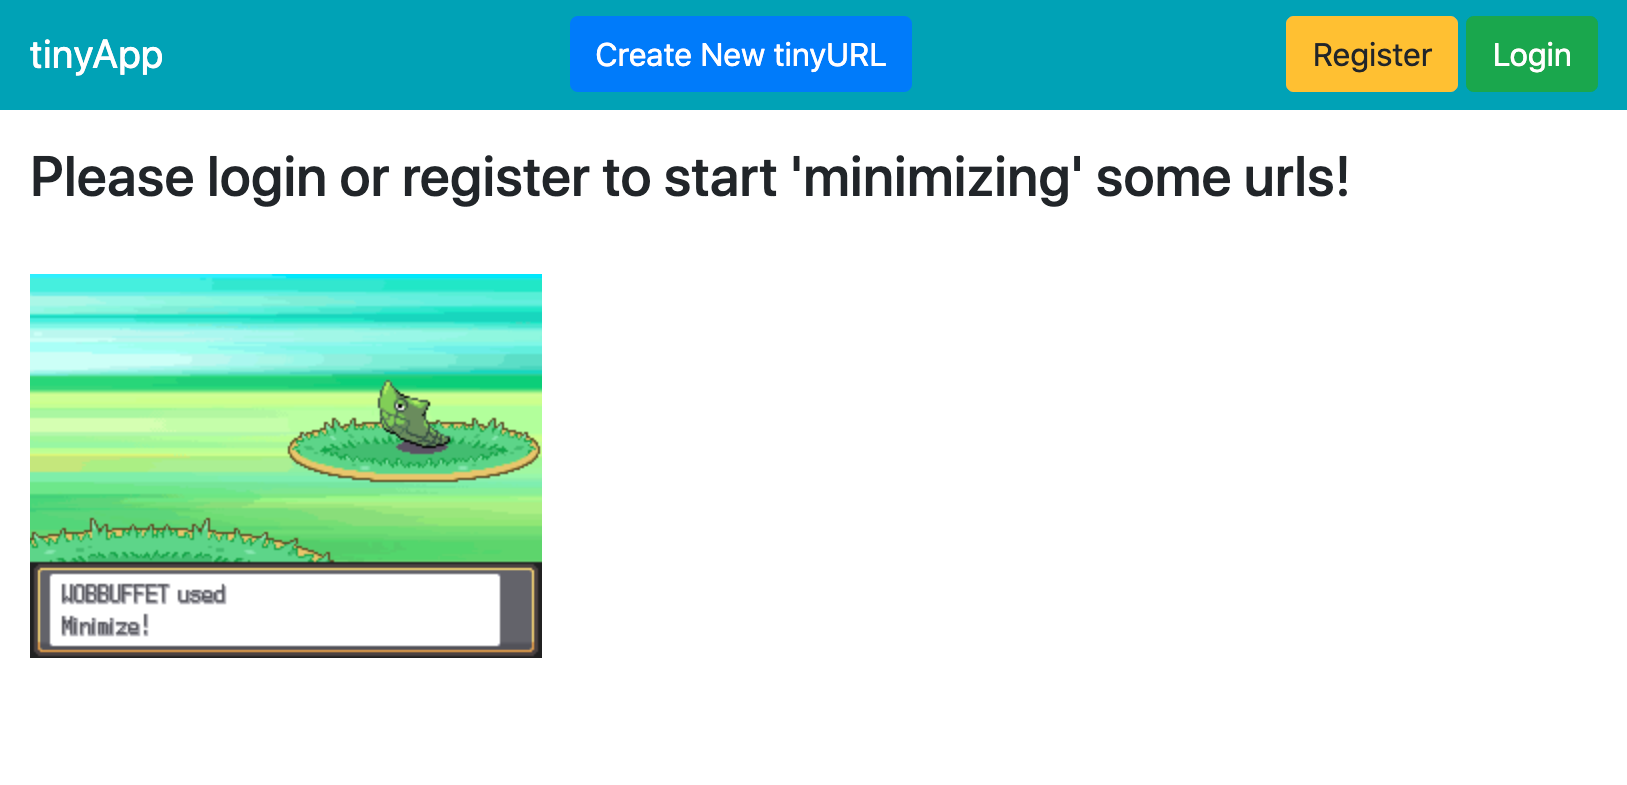 tinyApp
Create New tinyURL
Register
Login
Please login or register to start 'minimizing' some urls!
WOBBUFFET used
Minimize!